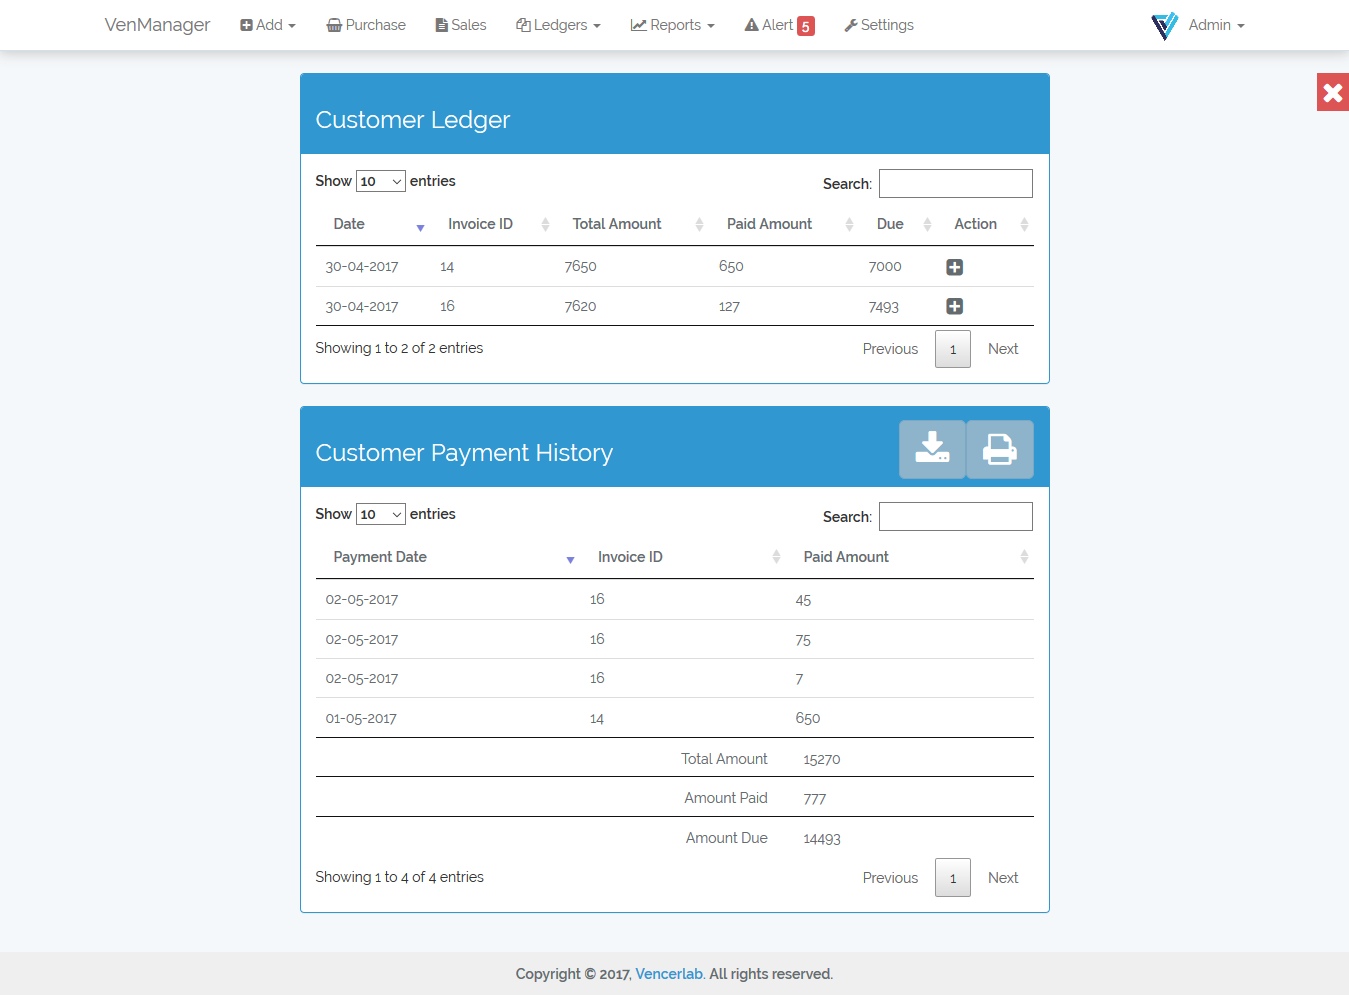 VenManager Add Purchase Sales Ledgers Reports Alert 5 Settings Admin
Customer Ledger
Show 10 entries Search:
Date Invoice ID Total Amount Paid Amount Due Action
30-04-2017 14 7650 650 7000
30-04-2017 16 7620 127 7493
Showing 1 to 2 of 2 entries Previous 1 Next
Customer Payment History
Show 10 entries Search:
Payment Date Invoice ID Paid Amount
02-05-2017 16 45
02-05-2017 16 75
02-05-2017 16 7
01-05-2017 14 650
Total Amount 15270
Amount Paid 777
Amount Due 14493
Showing 1 to 4 of 4 entries Previous 1 Next
Copyright © 2017, Vencerlab. All rights reserved.